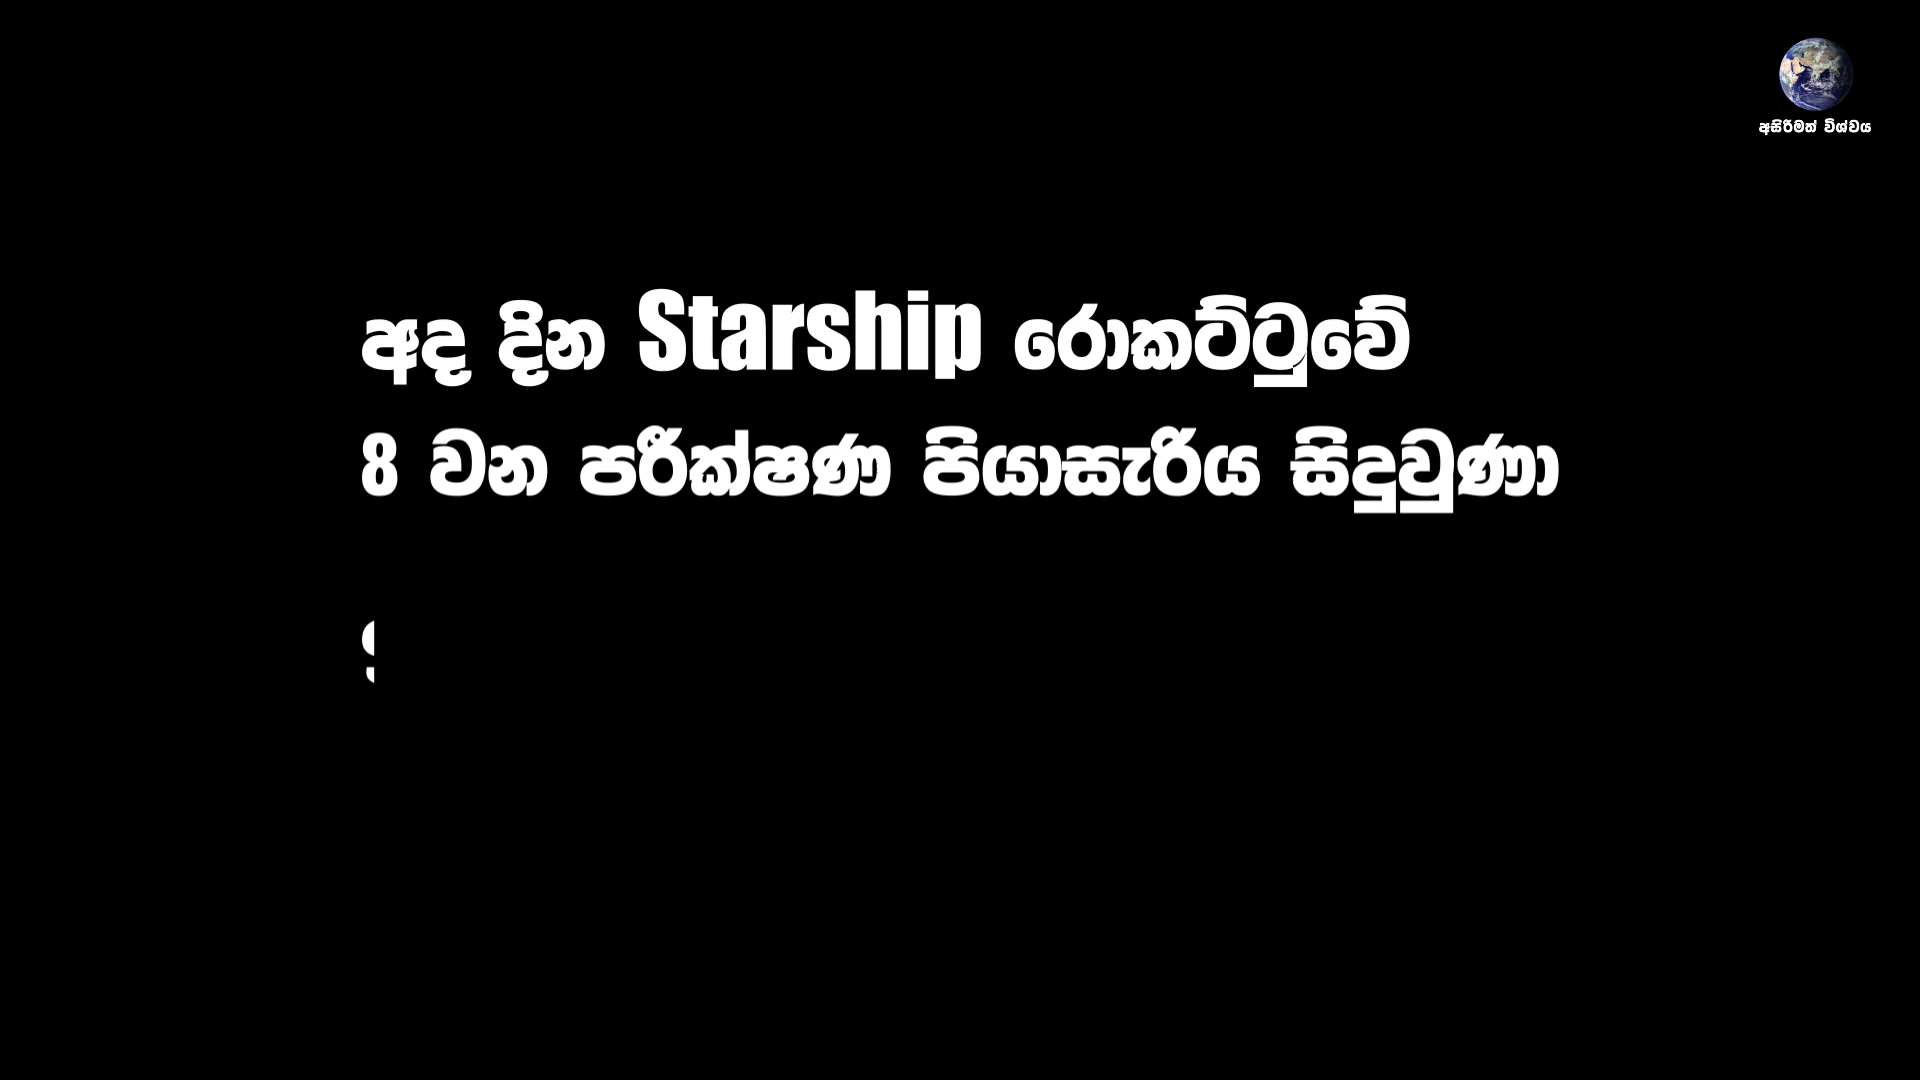 අසිරිමත් විශ්වය
අද දින Starship රොකට්ටුවේ
8 වන පරීක්ෂණ පියාසැරිය සිදුවුණා